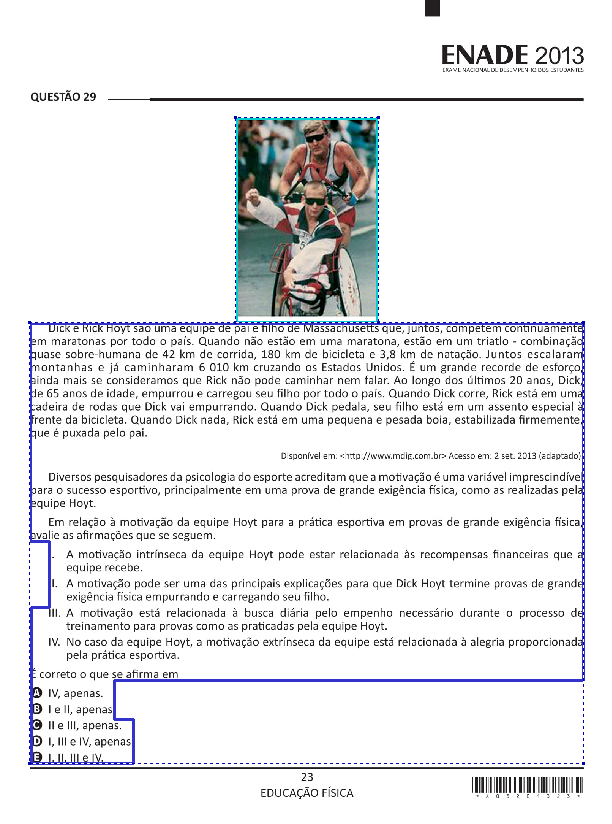 ENADE 2013
EXAME NACIONAL DE DESEMPENHO DOS ESTUDANTES
QUESTÃO 29
Dick e Rick Hoyt são uma equipe de pai e filho de Massachusetts que, juntos, competem continuamente
em maratonas por todo o país. Quando não estão em uma maratona, estão em um triatlo - combinação
quase sobre-humana de 42 km de corrida, 180 km de bicicleta e 3,8 km de natação. Juntos escalaram
montanhas e já caminharam 6 010 km cruzando os Estados Unidos. É um grande recorde de esforço,
ainda mais se consideramos que Rick não pode caminhar nem falar. Ao longo dos últimos 20 anos, Dick,
de 65 anos de idade, empurrou e carregou seu filho por todo o país. Quando Dick corre, Rick está em uma
cadeira de rodas que Dick vai empurrando. Quando Dick pedala, seu filho está em um assento especial à
frente da bicicleta. Quando Dick nada, Rick está em uma pequena e pesada boia, estabilizada firmemente,
que é puxada pelo pai.
Disponível em: <http://www.mdig.com.br> Acesso em: 2 set. 2013 (adaptado).
Diversos pesquisadores da psicologia do esporte acreditam que a motivação é uma variável imprescindível
para o sucesso esportivo, principalmente em uma prova de grande exigência física, como as realizadas pela
equipe Hoyt.
Em relação à motivação da equipe Hoyt para a prática esportiva em provas de grande exigência física,
avalie as afirmações que se seguem.
I. A motivação intrínseca da equipe Hoyt pode estar relacionada às recompensas financeiras que a
equipe recebe.
II. A motivação pode ser uma das principais explicações para que Dick Hoyt termine provas de grande
exigência física empurrando e carregando seu filho.
III. A motivação está relacionada à busca diária pelo empenho necessário durante o processo de
treinamento para provas como as praticadas pela equipe Hoyt.
IV. No caso da equipe Hoyt, a motivação extrínseca da equipe está relacionada à alegria proporcionada
pela prática esportiva.
É correto o que se afirma em
A IV, apenas.
B I e II, apenas.
C II e III, apenas.
D I, III e IV, apenas.
E I, II, III e IV.
23
EDUCAÇÃO FÍSICA